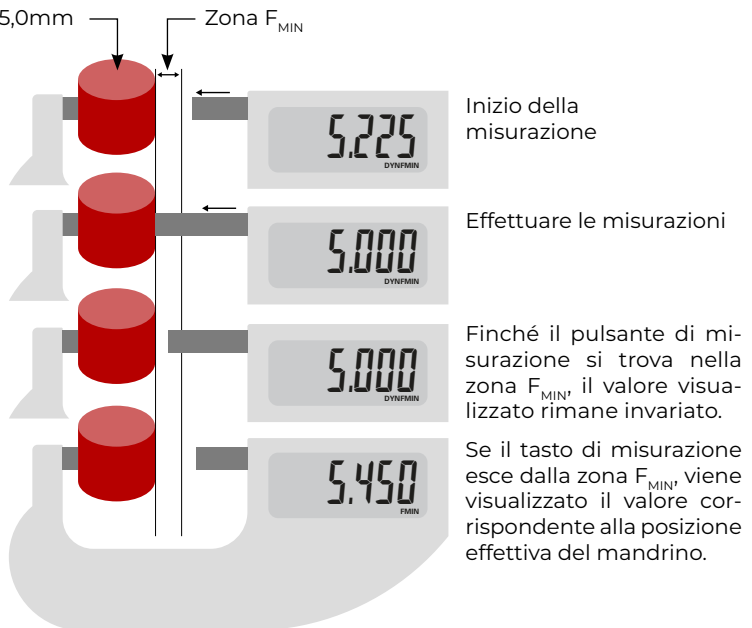 5,0mm
Zona FMIN
5.225
DYNFMIN
Inizio della
misurazione
5.000
DYNFMIN
Effettuare le misurazioni
5.000
DYNFMIN
Finché il pulsante di mi-
surazione si trova nella
zona FMIN, il valore visua-
lizzato rimane invariato.
5.450
FMIN
Se il tasto di misurazione
esce dalla zona FMIN, viene
visualizzato il valore cor-
rispondente alla posizione
effettiva del mandrino.